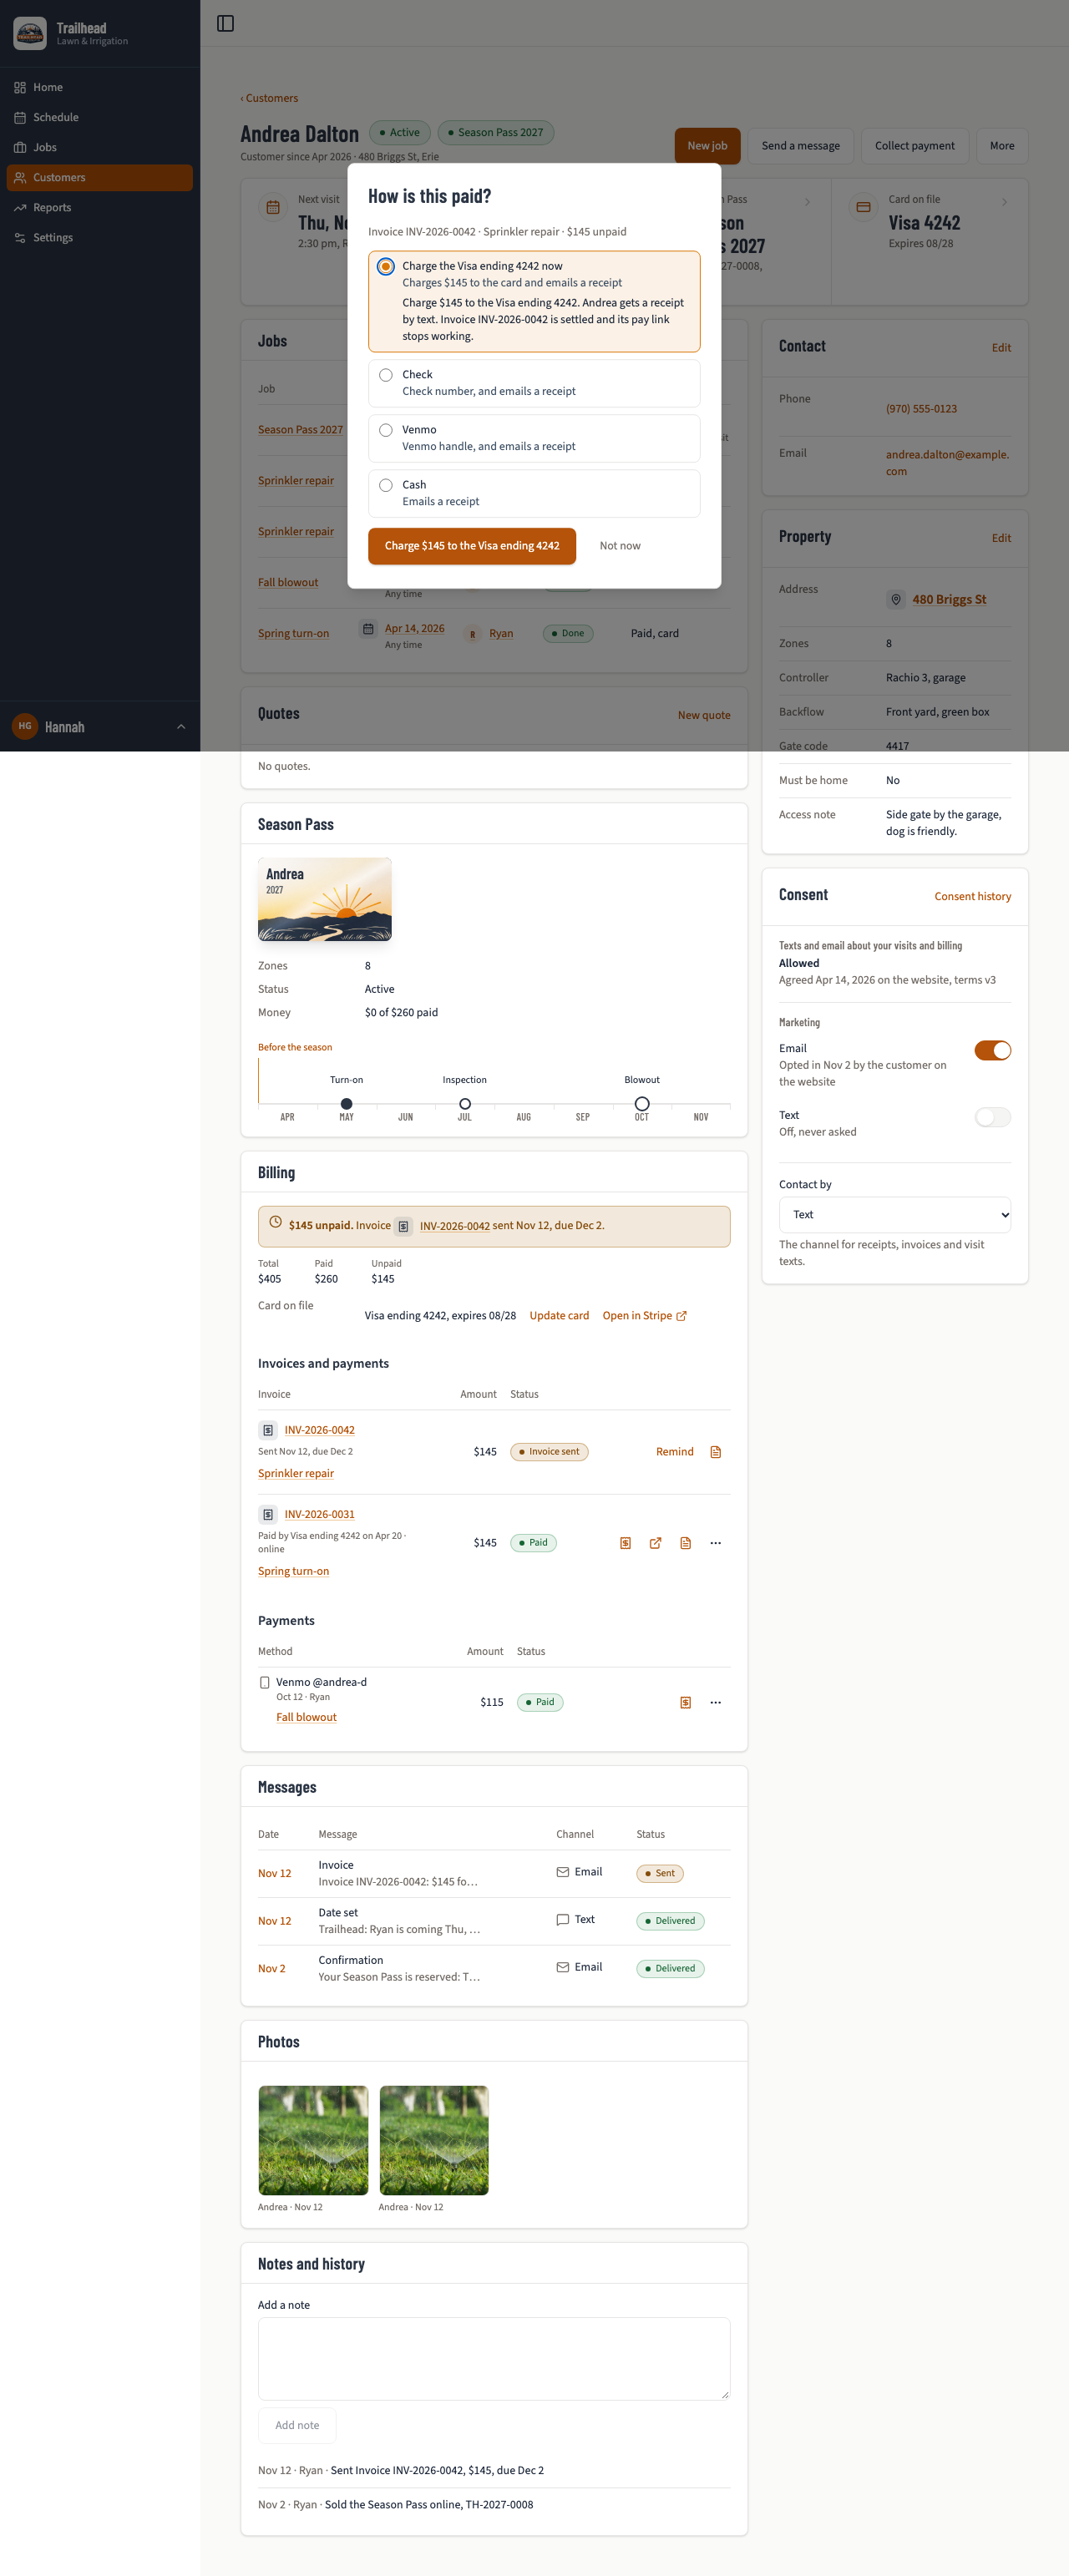 Trailhead
Lawn & Irrigation
Home
Schedule
Jobs
Customers
Reports
Settings
HG
Hannah
‹ Customers
Andrea Dalton
Active
Season Pass 2027
Customer since Apr 2026 · 480 Briggs St, Erie
New job
Send a message
Collect payment
More
Next visit
2:30 pm,
Pass
2027
Card on file
Visa 4242
Expires 08/28
How is this paid?
Invoice INV-2026-0042 · Sprinkler repair · $145 unpaid
Charge the Visa ending 4242 now
Charges $145 to the card and emails a receipt
Charge $145 to the Visa ending 4242. Andrea gets a receipt
by text. Invoice INV-2026-0042 is settled and its pay link
stops working.
Check
Check number, and emails a receipt
Venmo
Venmo handle, and emails a receipt
Cash
Emails a receipt
Charge $145 to the Visa ending 4242
Not now
Jobs
Job
Season Pass 2027
Sprinkler repair
Sprinkler repair
Fall blowout
Any time
Spring turn-on
Apr 14, 2026
Any time
R
Ryan
Done
Paid, card
Quotes
New quote
No quotes.
Season Pass
Andrea
2027
Zones
8
Status
Active
Money
$0 of $260 paid
Before the season
Turn-on
Inspection
Blowout
APR
MAY
JUN
JUL
AUG
SEP
OCT
NOV
Billing
$145 unpaid. Invoice INV-2026-0042 sent Nov 12, due Dec 2.
Total
$405
Paid
$260
Unpaid
$145
Card on file
Visa ending 4242, expires 08/28
Update card
Open in Stripe
Invoices and payments
Invoice
Amount
Status
INV-2026-0042
Sent Nov 12, due Dec 2
Sprinkler repair
$145
Invoice sent
Remind
INV-2026-0031
Paid by Visa ending 4242 on Apr 20 ·
online
Spring turn-on
$145
Paid
Payments
Method
Amount
Status
Venmo @andrea-d
Oct 12 · Ryan
Fall blowout
$115
Paid
Messages
Date
Message
Channel
Status
Nov 12
Invoice
Invoice INV-2026-0042: $145 fo…
Email
Sent
Nov 12
Date set
Trailhead: Ryan is coming Thu, …
Text
Delivered
Nov 2
Confirmation
Your Season Pass is reserved: T…
Email
Delivered
Photos
Andrea · Nov 12
Andrea · Nov 12
Notes and history
Add a note
Add note
Nov 12 · Ryan · Sent Invoice INV-2026-0042, $145, due Dec 2
Nov 2 · Ryan · Sold the Season Pass online, TH-2027-0008
Contact
Edit
Phone
(970) 555-0123
Email
andrea.dalton@example.
com
Property
Edit
Address
480 Briggs St
Zones
8
Controller
Rachio 3, garage
Backflow
Front yard, green box
Gate code
4417
Must be home
No
Access note
Side gate by the garage,
dog is friendly.
Consent
Consent history
Texts and email about your visits and billing
Allowed
Agreed Apr 14, 2026 on the website, terms v3
Marketing
Email
Opted in Nov 2 by the customer on
the website
Text
Off, never asked
Contact by
Text
The channel for receipts, invoices and visit
texts.